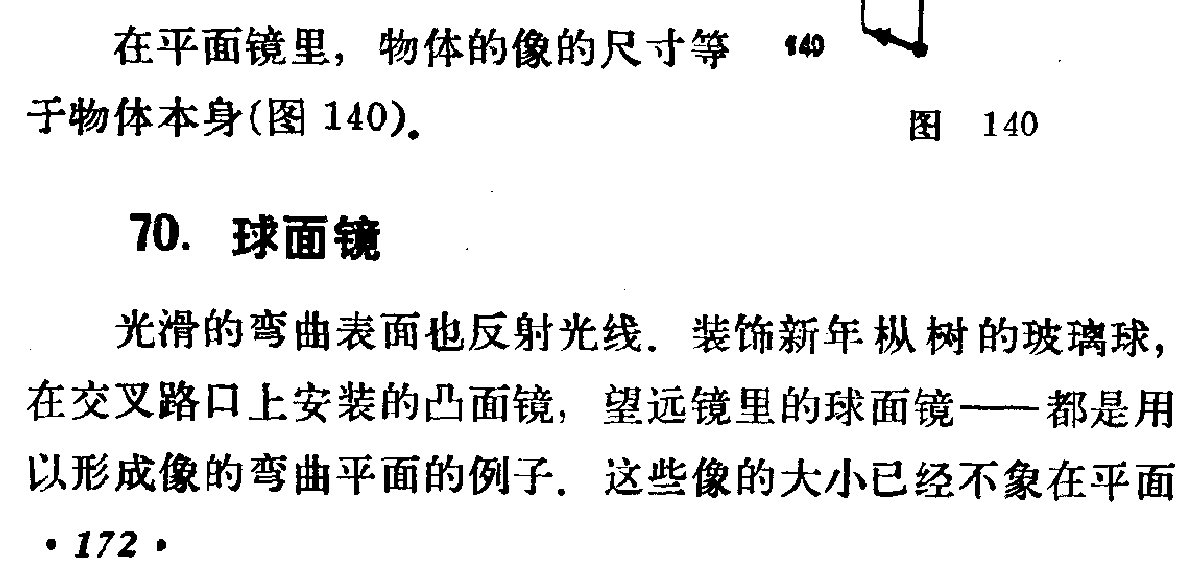 在平面镜里，物体的像的尺寸等
于物体本身(图 140)。
140
图 140
70. 球面镜
光滑的弯曲表面也反射光线．装饰新年枞树的玻璃球，
在交叉路口上安装的凸面镜，望远镜里的球面镜——都是用
以形成像的弯曲平面的例子．这些像的大小已经不象在平面
·172·